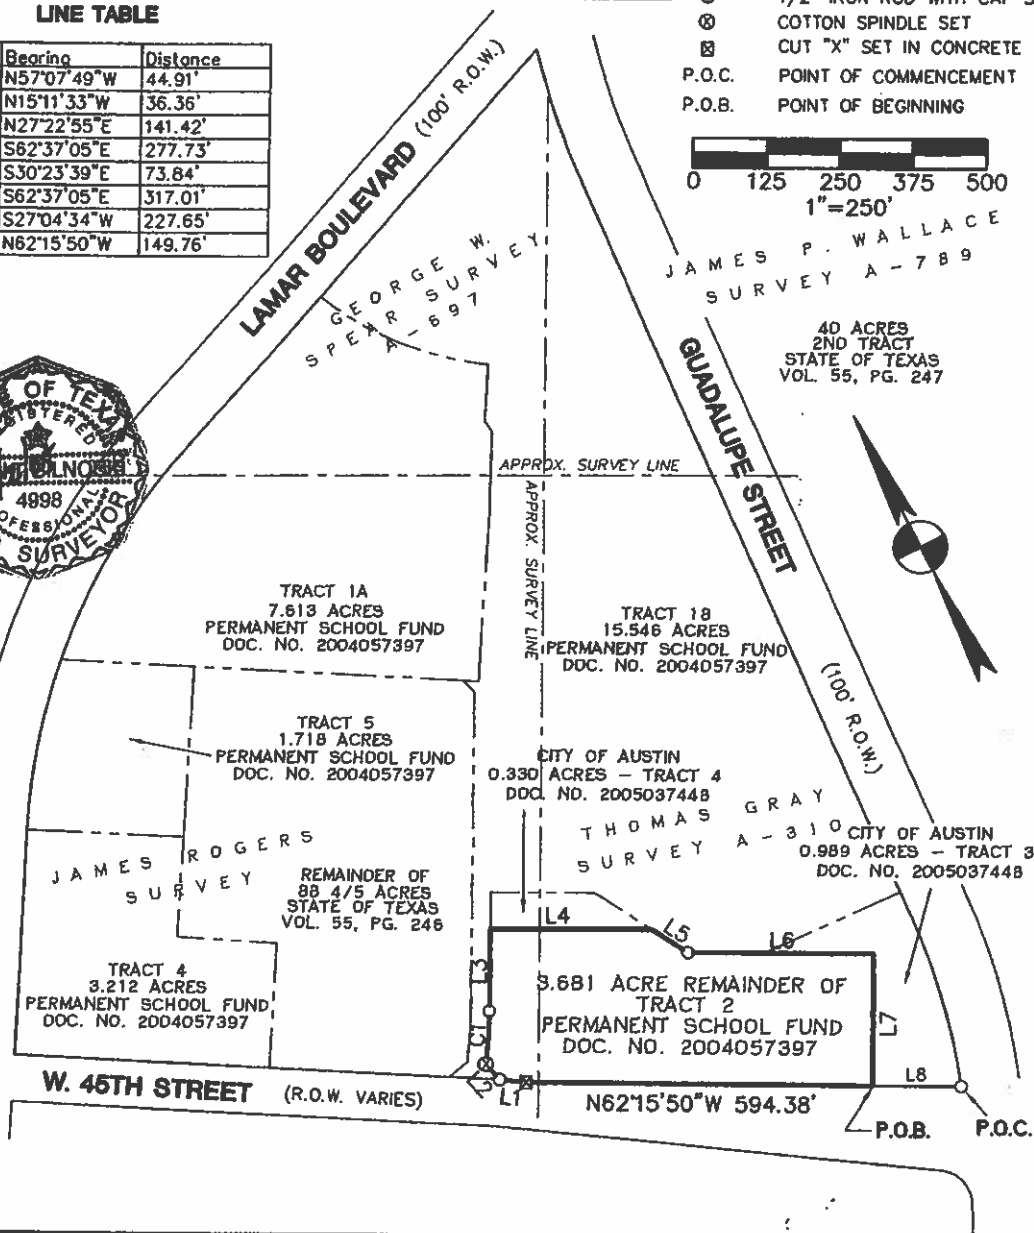 LINE TABLE
Bearing Distance
N57°07'49"W 44.91'
N15°11'33"W 36.36'
N27°22'55"E 141.42'
S62°37'05"E 277.73'
S30°23'39"E 73.84'
S62°37'05"E 317.01'
S27°04'34"W 227.65'
N62°15'50"W 149.76'
COTTON SPINDLE SET
CUT "X" SET IN CONCRETE
P.O.C. POINT OF COMMENCEMENT
P.O.B. POINT OF BEGINNING
0 125 250 375 500
1"=250'
LAMAR BOULEVARD (100' R.O.W.)
GEORGE W.
SPEAR SURVEY
A-697
JAMES P. WALLACE
SURVEY A-789
40 ACRES
2ND TRACT
STATE OF TEXAS
VOL. 55, PG. 247
GUADALUPE STREET
(100' R.O.W.)
OF TEXA
4998
SURVEYOR
APPROX. SURVEY LINE
APPROX. SURVEY LINE
TRACT 1A
7.613 ACRES
PERMANENT SCHOOL FUND
DOC. NO. 2004057397
TRACT 1B
15.546 ACRES
PERMANENT SCHOOL FUND
DOC. NO. 2004057397
TRACT 5
1.718 ACRES
PERMANENT SCHOOL FUND
DOC. NO. 2004057397
CITY OF AUSTIN
0.330 ACRES - TRACT 4
DOC. NO. 2005037448
THOMAS GRAY
SURVEY A-310
CITY OF AUSTIN
0.989 ACRES - TRACT 3
DOC. NO. 2005037448
JAMES ROGERS
SURVEY
REMAINDER OF
88 4/5 ACRES
STATE OF TEXAS
VOL. 55, PG. 246
TRACT 4
3.212 ACRES
PERMANENT SCHOOL FUND
DOC. NO. 2004057397
L4
L5
L6
L3
C1
L2
L1
L7
L8
3.681 ACRE REMAINDER OF
TRACT 2
PERMANENT SCHOOL FUND
DOC. NO. 2004057397
W. 45TH STREET (R.O.W. VARIES)
N62°15'50"W 594.38'
P.O.B.
P.O.C.